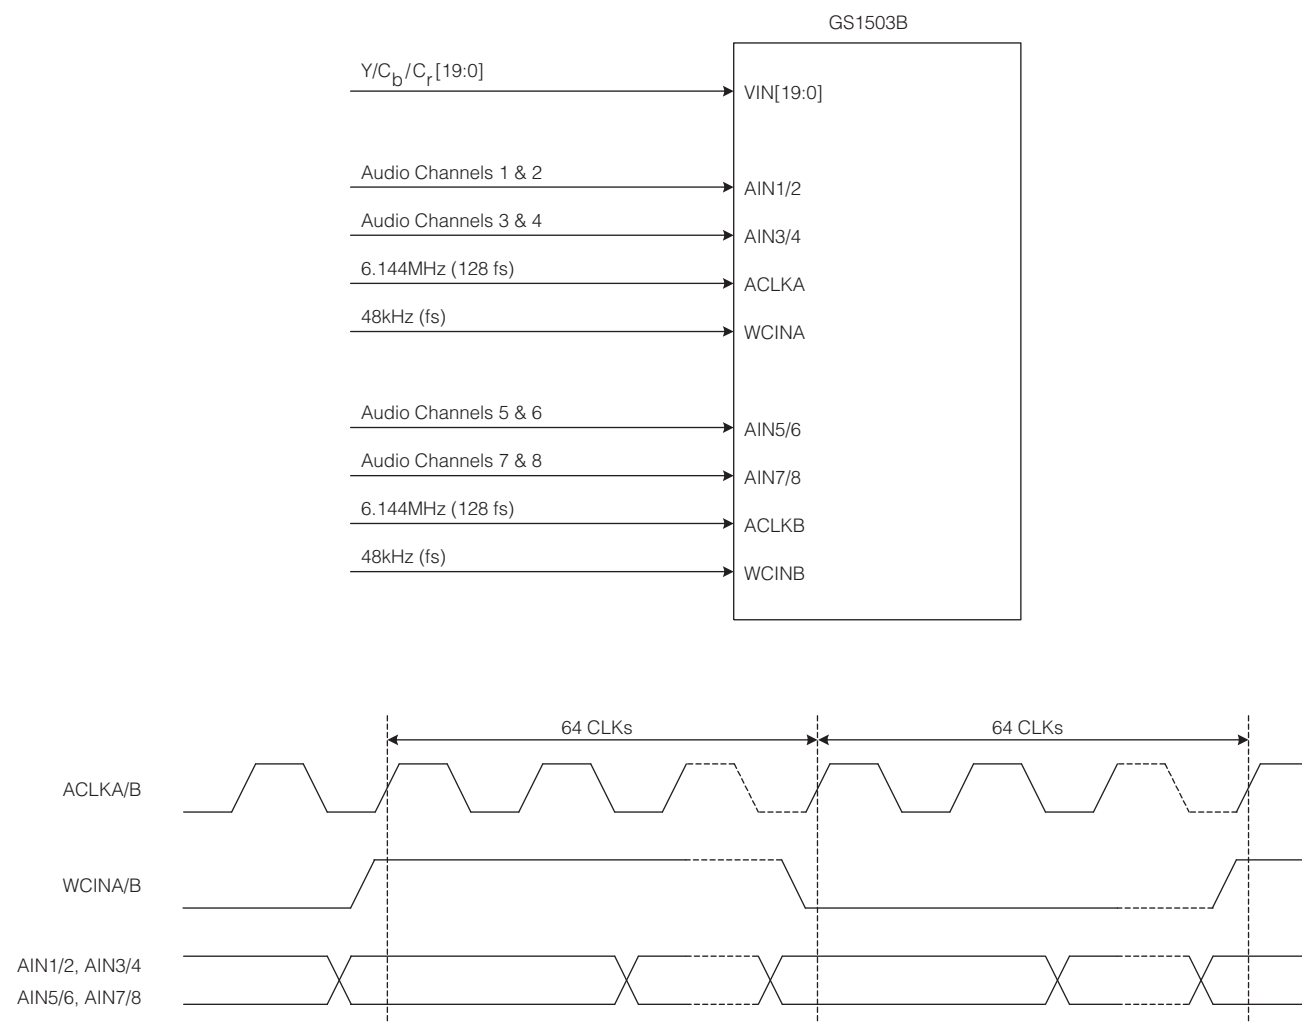 GS1503B
Y/Cb/Cr[19:0]
VIN[19:0]
Audio Channels 1 & 2
AIN1/2
Audio Channels 3 & 4
AIN3/4
6.144MHz (128 fs)
ACLKA
48kHz (fs)
WCINA
Audio Channels 5 & 6
AIN5/6
Audio Channels 7 & 8
AIN7/8
6.144MHz (128 fs)
ACLKB
48kHz (fs)
WCINB
64 CLKs
64 CLKs
ACLKA/B
WCINA/B
AIN1/2, AIN3/4
AIN5/6, AIN7/8